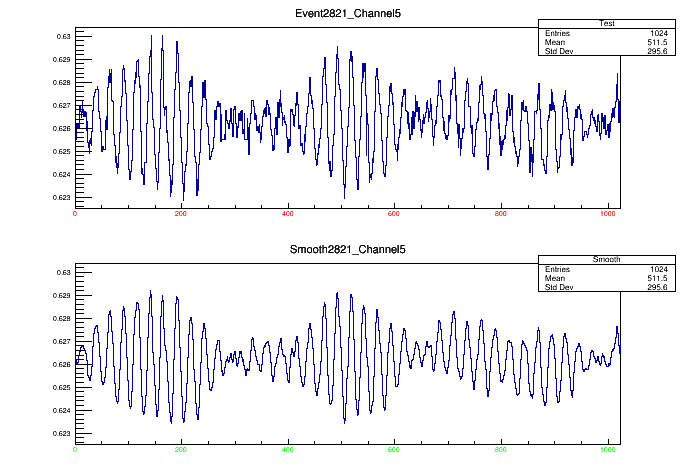 Event2821_Channel5
Test
Entries 1024
Mean 511.5
Std Dev 295.6
0.63
0.629
0.628
0.627
0.626
0.625
0.624
0.623
0 200 400 600 800 1000
Smooth2821_Channel5
Smooth
Entries 1024
Mean 511.5
Std Dev 295.6
0.63
0.629
0.628
0.627
0.626
0.625
0.624
0.623
0 200 400 600 800 1000